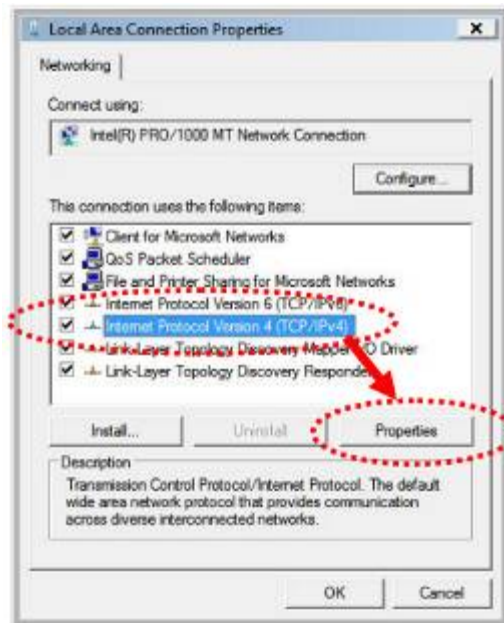 Local Area Connection Properties
Networking
Connect using:
Intel(R) PRO/1000 MT Network Connection
Configure...
This connection uses the following items:
Client for Microsoft Networks
QoS Packet Scheduler
File and Printer Sharing for Microsoft Networks
Internet Protocol Version 6 (TCP/IPv6)
Internet Protocol Version 4 (TCP/IPv4)
Link-Layer Topology Discovery Mapper I/O Driver
Link-Layer Topology Discovery Responder
Install...
Uninstall
Properties
Description
Transmission Control Protocol/Internet Protocol. The default
wide area network protocol that provides communication
across diverse interconnected networks.
OK
Cancel